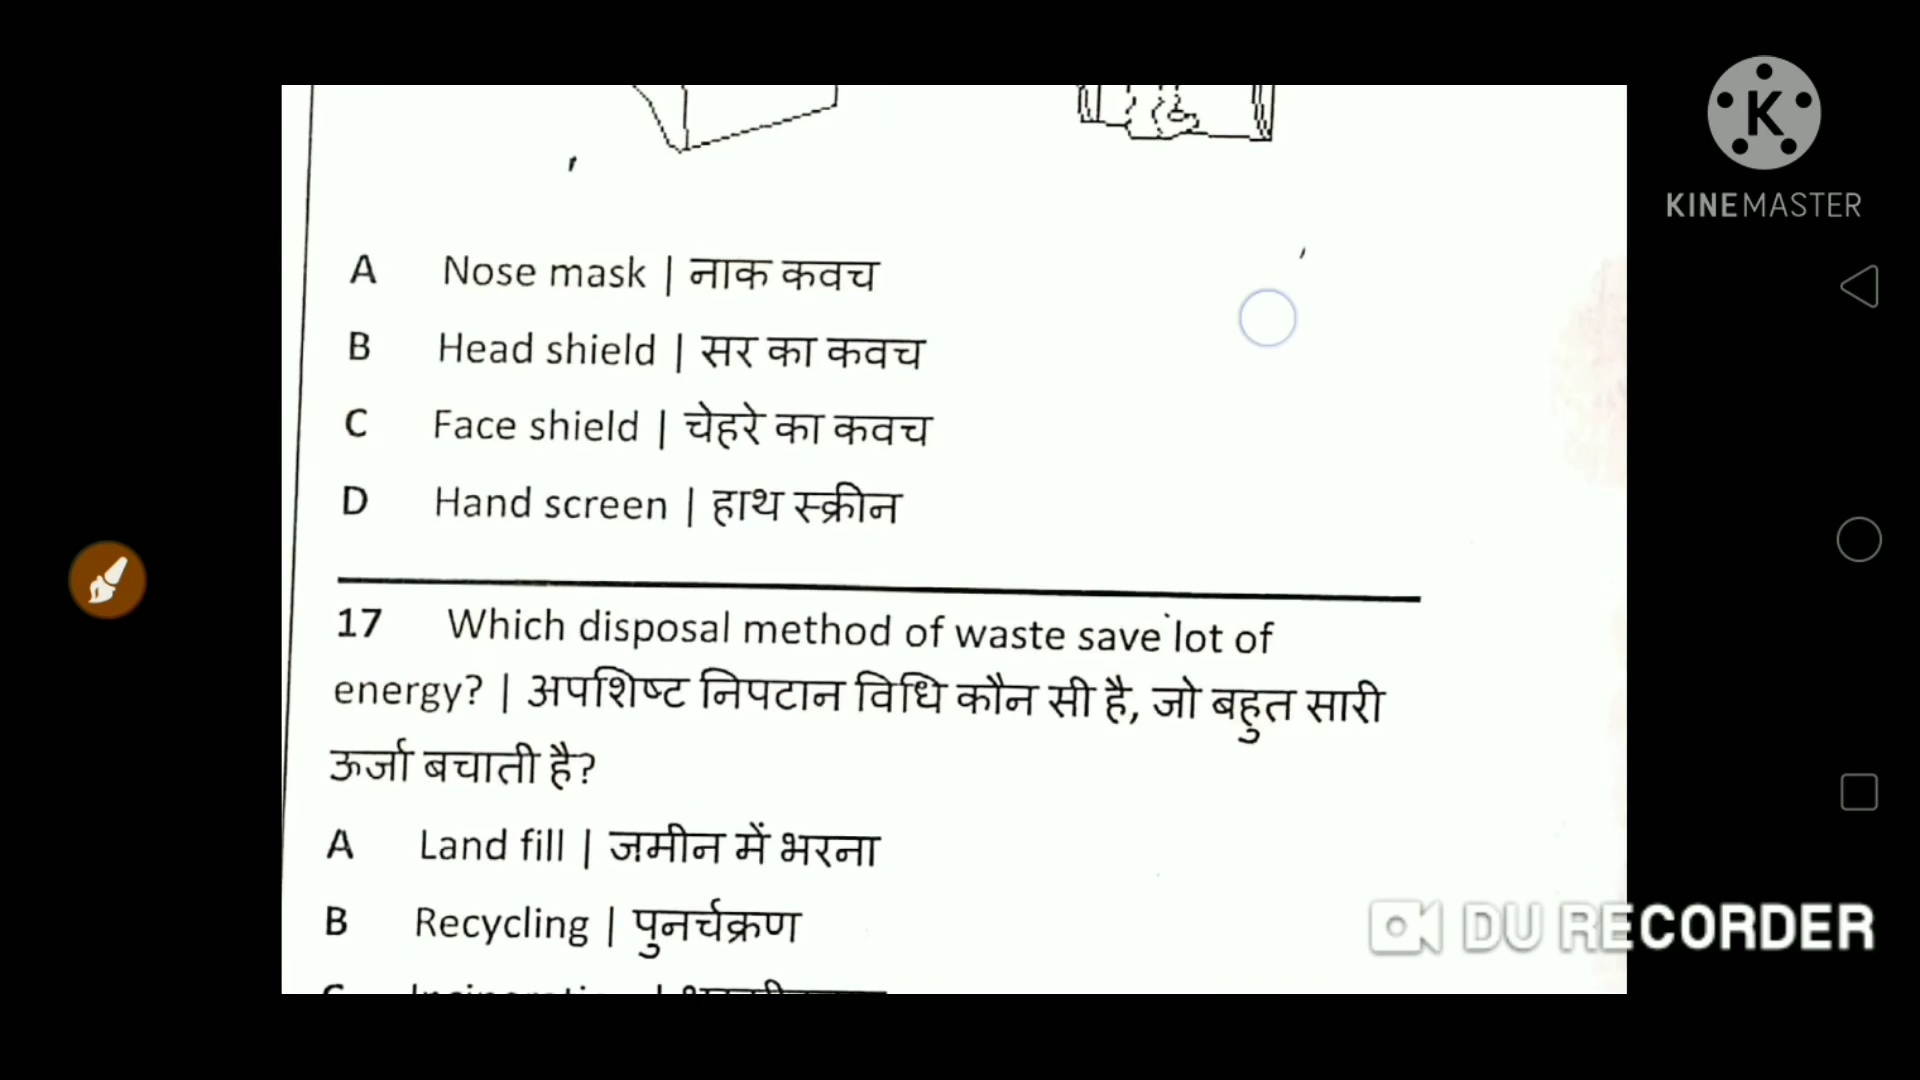 K
KINEMASTER
A Nose mask | नाक कवच
B Head shield | सर का कवच
C Face shield | चेहरे का कवच
D Hand screen | हाथ स्क्रीन
17 Which disposal method of waste save lot of
energy? | अपशिष्ट निपटान विधि कौन सी है, जो बहुत सारी
ऊर्जा बचाती है?
A Land fill | जमीन में भरना
B Recycling | पुनर्चक्रण
DU RECORDER